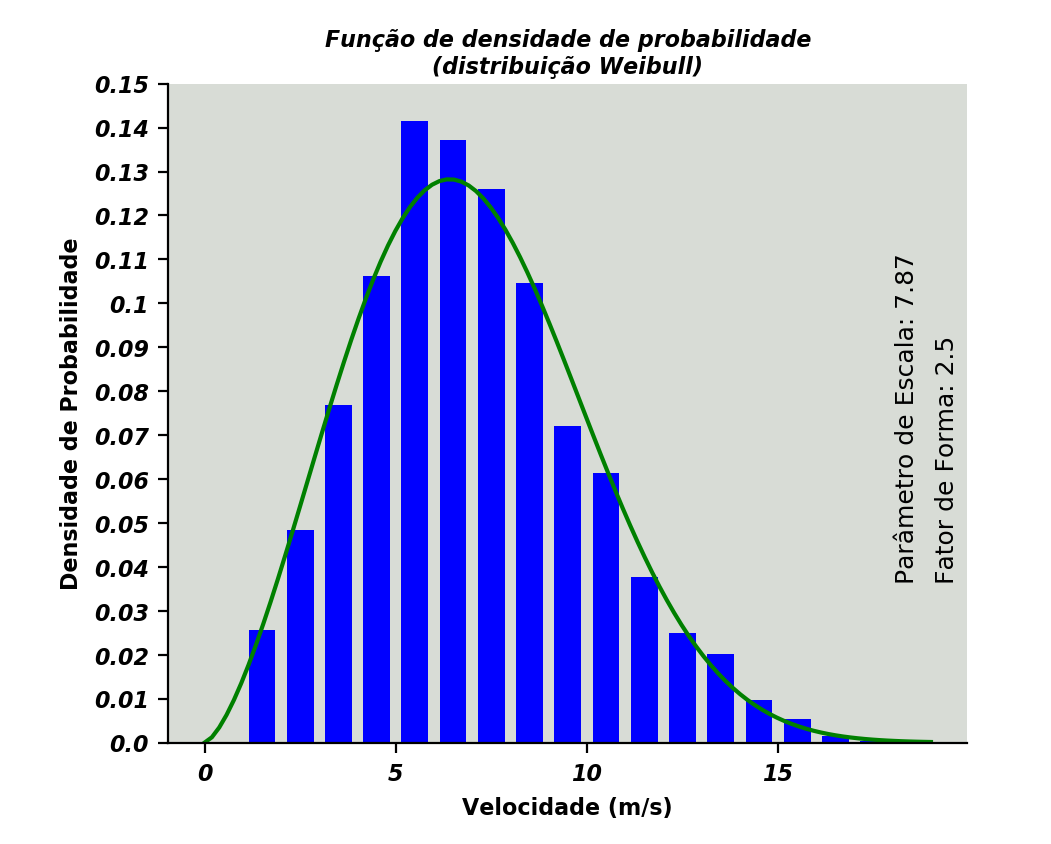 Função de densidade de probabilidade
(distribuição Weibull)
Densidade de Probabilidade
0.15
0.14
0.13
0.12
0.11
0.1
0.09
0.08
0.07
0.06
0.05
0.04
0.03
0.02
0.01
0.0
Parâmetro de Escala: 7.87
Fator de Forma: 2.5
0 5 10 15
Velocidade (m/s)